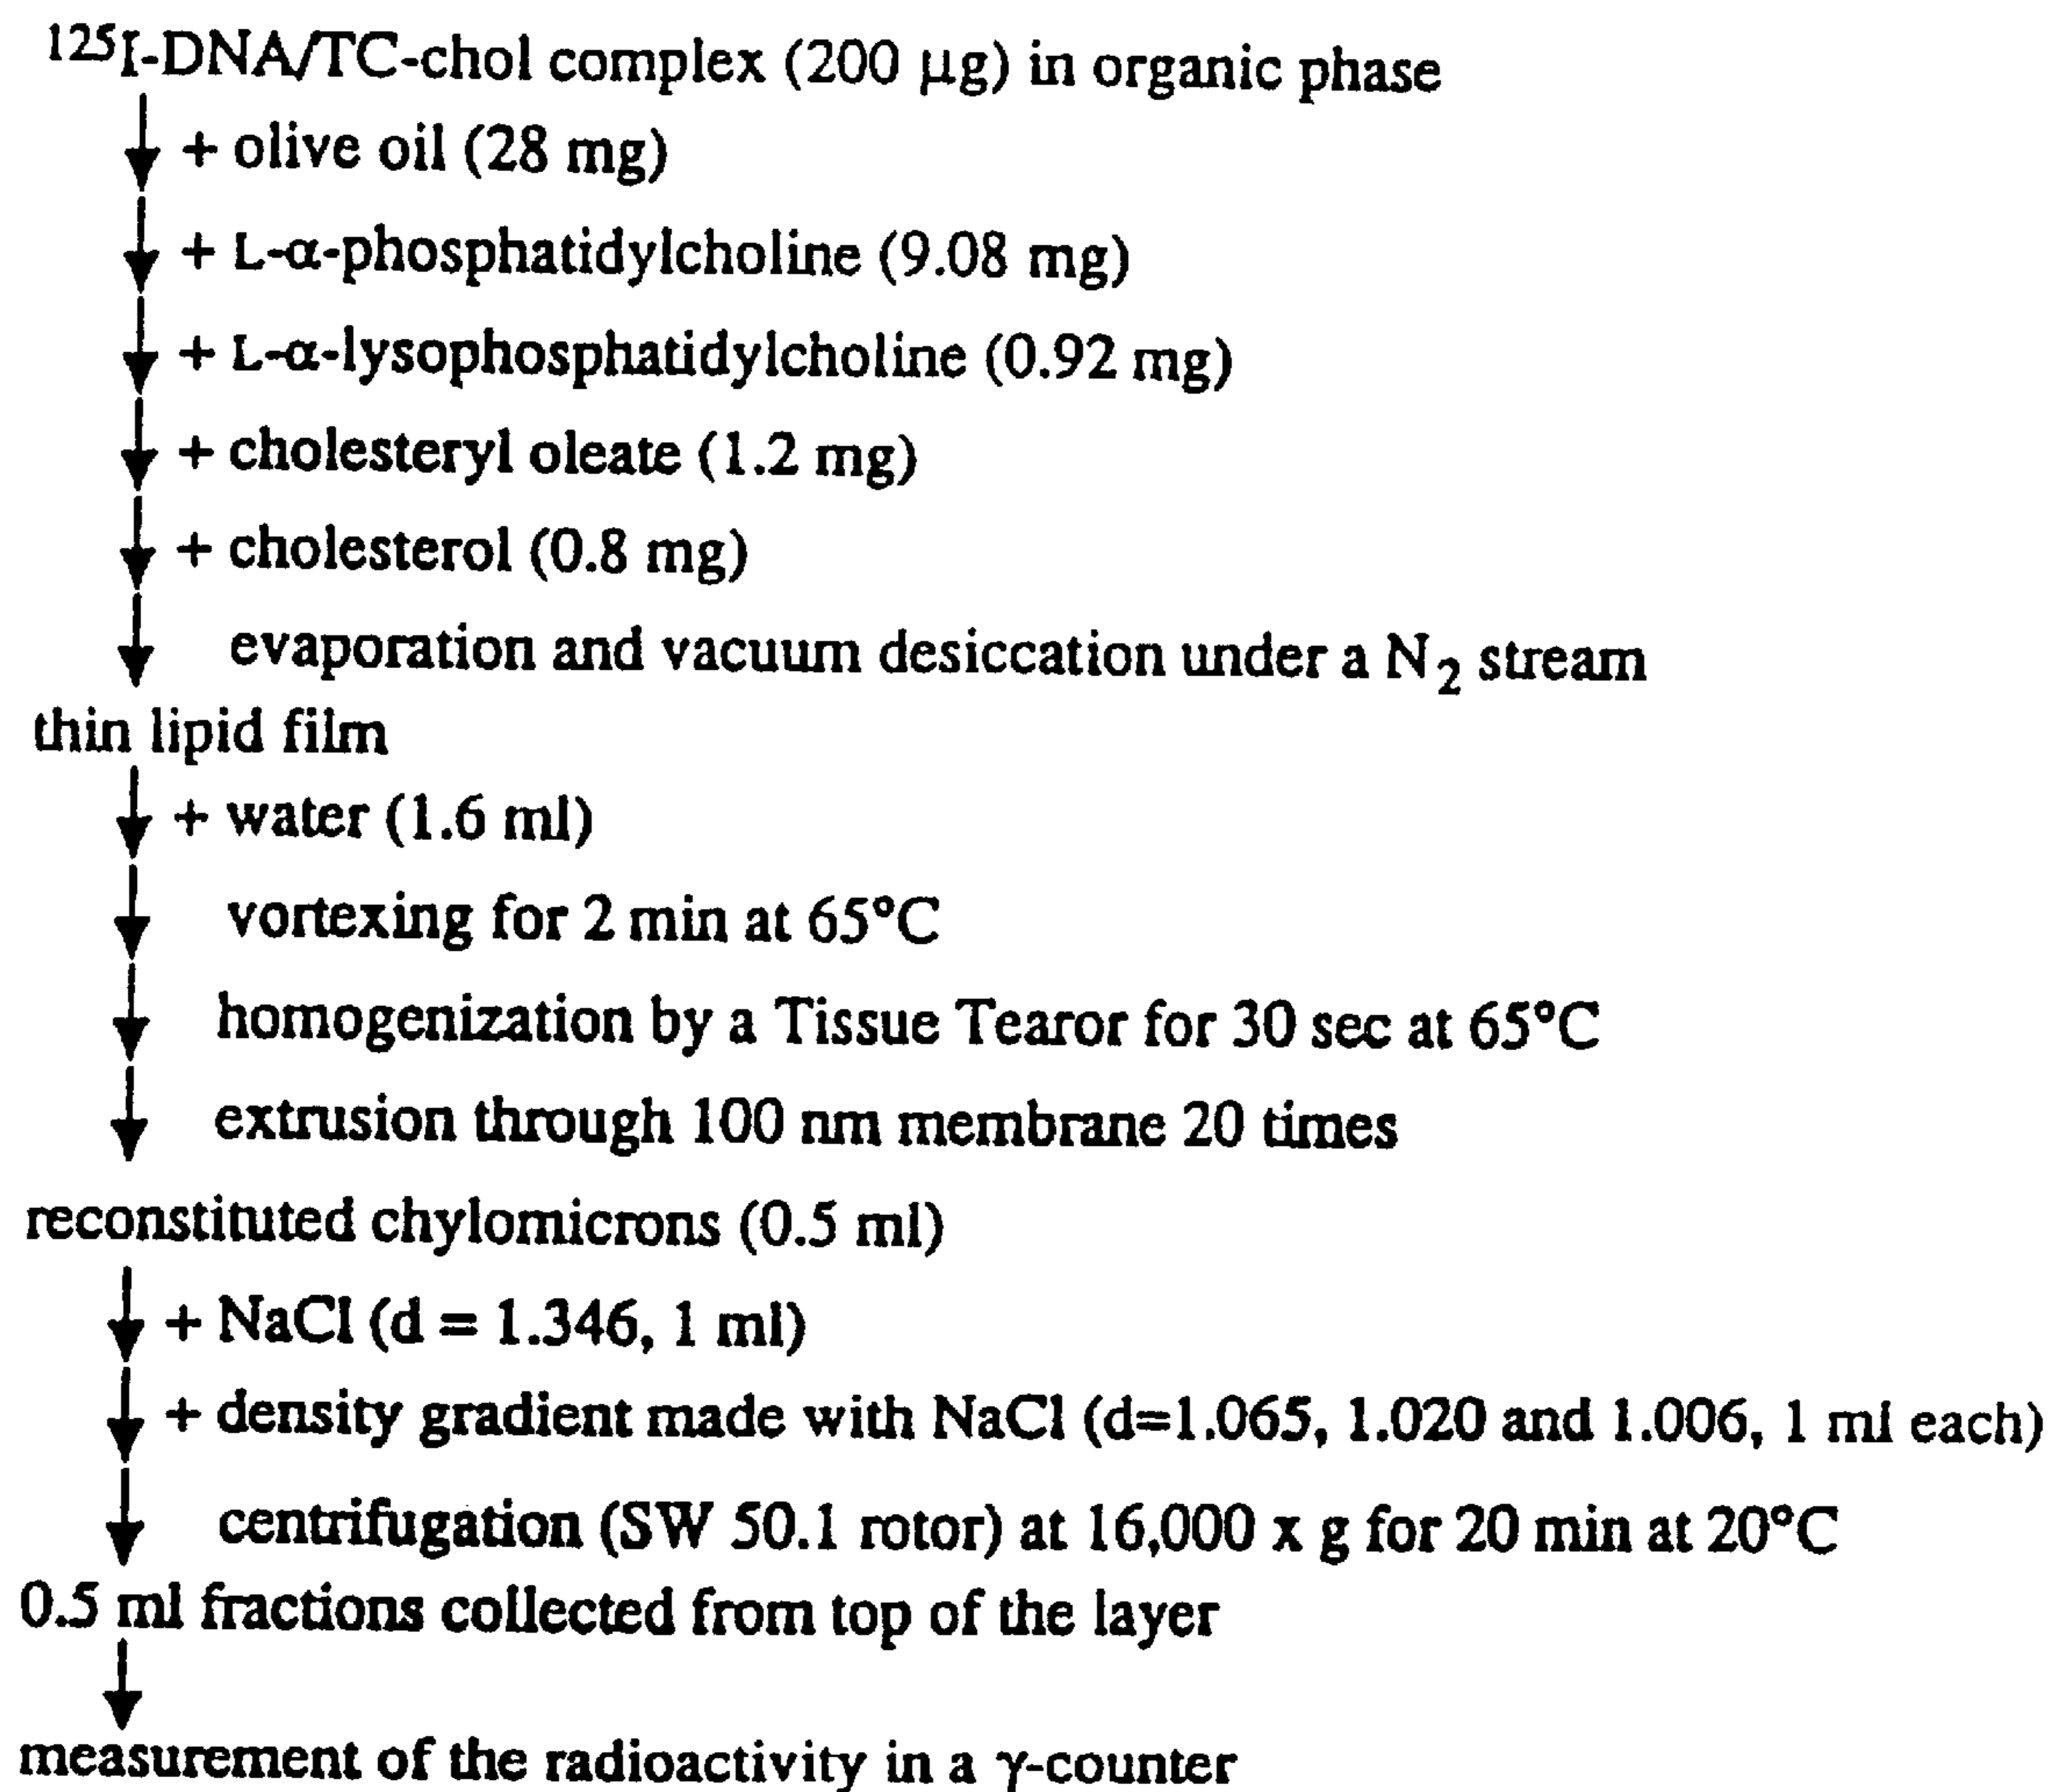 ¹²⁵I-DNA/TC-chol complex (200 µg) in organic phase
+ olive oil (28 mg)
+ L-α-phosphatidylcholine (9.08 mg)
+ L-α-lysophosphatidylcholine (0.92 mg)
+ cholesteryl oleate (1.2 mg)
+ cholesterol (0.8 mg)
evaporation and vacuum desiccation under a N₂ stream
thin lipid film
+ water (1.6 ml)
vortexing for 2 min at 65°C
homogenization by a Tissue Tearor for 30 sec at 65°C
extrusion through 100 nm membrane 20 times
reconstituted chylomicrons (0.5 ml)
+ NaCl (d = 1.346, 1 ml)
+ density gradient made with NaCl (d=1.065, 1.020 and 1.006, 1 ml each)
centrifugation (SW 50.1 rotor) at 16,000 x g for 20 min at 20°C
0.5 ml fractions collected from top of the layer
measurement of the radioactivity in a γ-counter